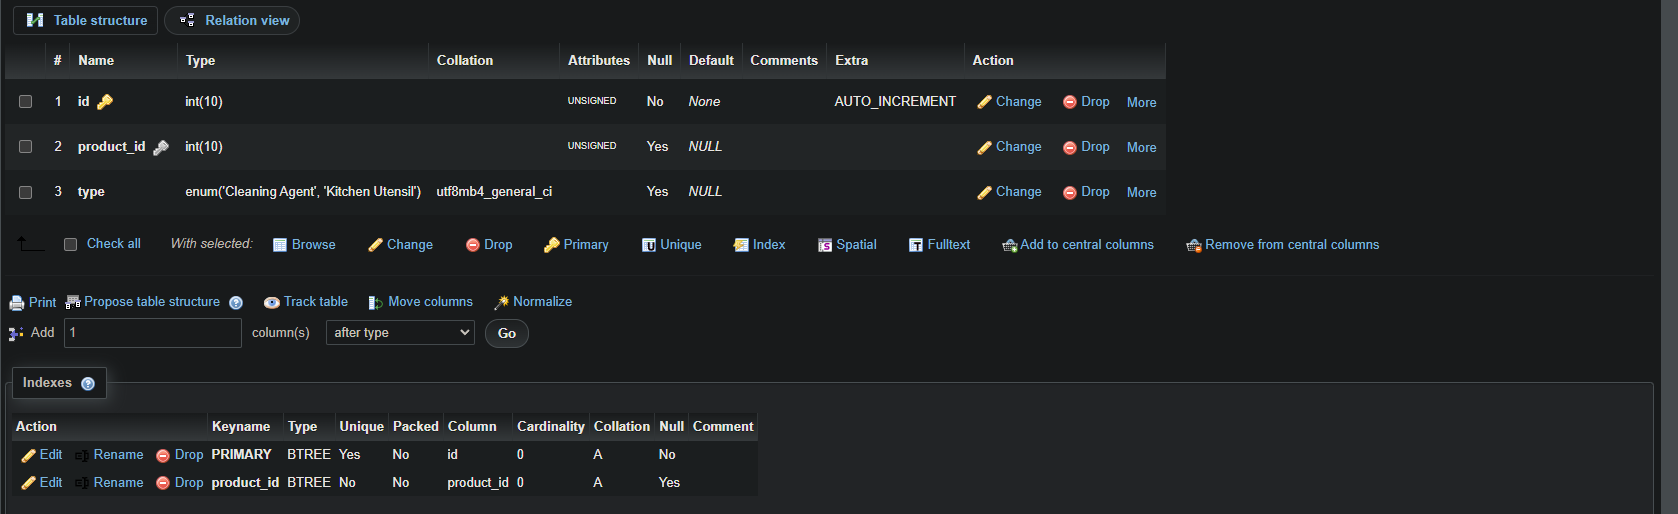 Table structure Relation view
# Name Type Collation Attributes Null Default Comments Extra Action
1 id int(10) UNSIGNED No None AUTO_INCREMENT Change Drop More
2 product_id int(10) UNSIGNED Yes NULL Change Drop More
3 type enum('Cleaning Agent', 'Kitchen Utensil') utf8mb4_general_ci Yes NULL Change Drop More
Check all With selected: Browse Change Drop Primary Unique Index Spatial Fulltext Add to central columns Remove from central columns
Print Propose table structure Track table Move columns Normalize
Add 1 column(s) after type Go
Indexes
Action Keyname Type Unique Packed Column Cardinality Collation Null Comment
Edit Rename Drop PRIMARY BTREE Yes No id 0 A No
Edit Rename Drop product_id BTREE No No product_id 0 A Yes